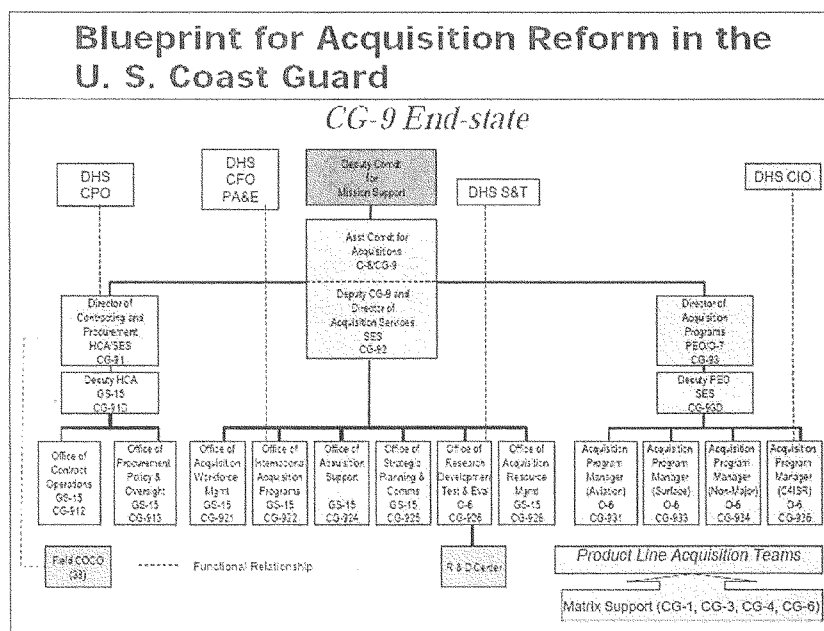 Blueprint for Acquisition Reform in the
U. S. Coast Guard
CG-9 End-state
DHS
CPO
DHS
CFO
PA&E
Deputy Comdt
for
Mission Support
DHS S&T
DHS CIO
Asst Comdt for
Acquisitions
CG-9
Deputy CG-9 and
Director of
Acquisition Services
SES
CG-92
Director of
Contracting and
Procurement
HCA/SES
CG-91
Director of
Acquisition
Programs
PEO/O-7
CG-93
Deputy HCA
GS-15
CG-91D
Deputy PEO
SES
CG-93D
Office of
Contract
Operations
GS-15
CG-912
Office of
Procurement
Policy &
Oversight
GS-15
CG-913
Office of
Acquisition
Workforce
Mgmt
GS-15
CG-921
Office of
International
Acquisition
Programs
GS-15
CG-922
Office of
Acquisition
Support
GS-15
CG-924
Office of
Strategic
Planning &
Comms
GS-15
CG-925
Office of
Research
Development
Test & Eval
O-6
CG-926
Office of
Acquisition
Resource
Mgmt
GS-15
Acquisition
Program
Manager
(Aviation)
O-6
CG-931
Acquisition
Program
Manager
(Surface)
O-6
CG-933
Acquisition
Program
Manager
(Non-Major)
O-6
CG-934
Acquisition
Program
Manager
(C4ISR)
O-6
Field COCO
Functional Relationship
R & D Center
Product Line Acquisition Teams
Matrix Support (CG-1, CG-3, CG-4, CG-6)